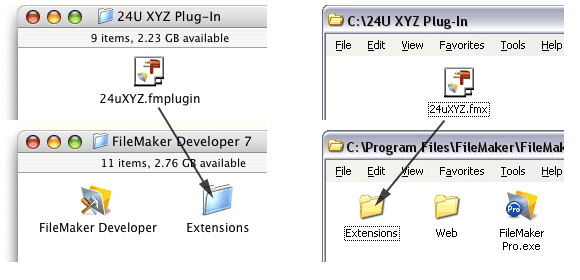 24U XYZ Plug-In
9 items, 2.23 GB available
24uXYZ.fmplugin
FileMaker Developer 7
11 items, 2.76 GB available
FileMaker Developer
Extensions
C:\24U XYZ Plug-In
File Edit View Favorites Tools Help
24uXYZ.fmx
C:\Program Files\FileMaker\FileMak
File Edit View Favorites Tools Help
Extensions
Web
Pro
FileMaker
Pro.exe